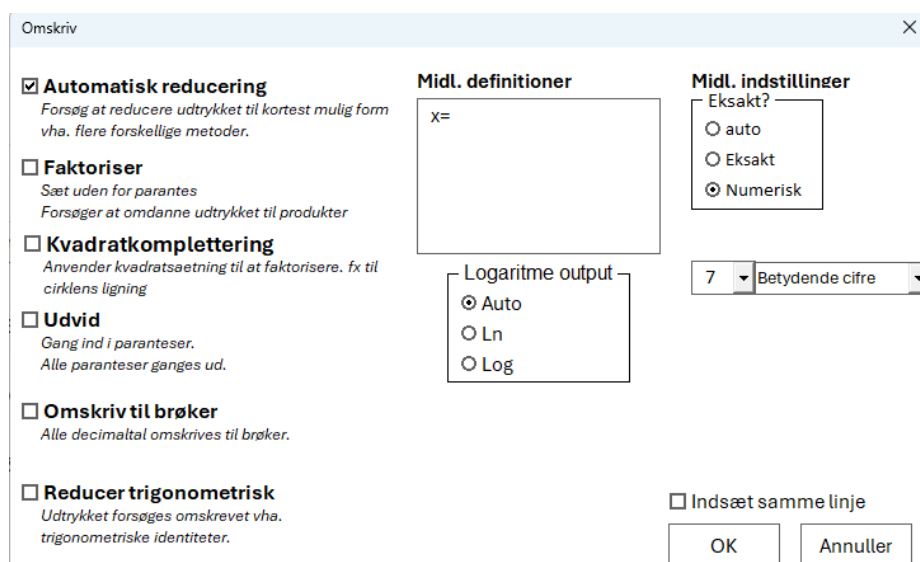 Omskriv
Automatisk reducering
Forsøg at reducere udtrykket til kortest mulig form
vha. flere forskellige metoder.
Faktoriser
Sæt uden for parantes
Forsøger at omdanne udtrykket til produkter
Kvadratkomplettering
Anvender kvadratsaetning til at faktorisere. fx til
cirklens ligning
Udvid
Gang ind i paranteser.
Alle paranteser ganges ud.
Omskriv til brøker
Alle decimaltal omskrives til brøker.
Reducer trigonometrisk
Udtrykket forsøges omskrevet vha.
trigonometriske identiteter.
Midl. definitioner
x=
Logaritme output
Auto
Ln
Log
Midl. indstillinger
Eksakt?
auto
Eksakt
Numerisk
7 Betydende cifre
Indsæt samme linje
OK Annuller